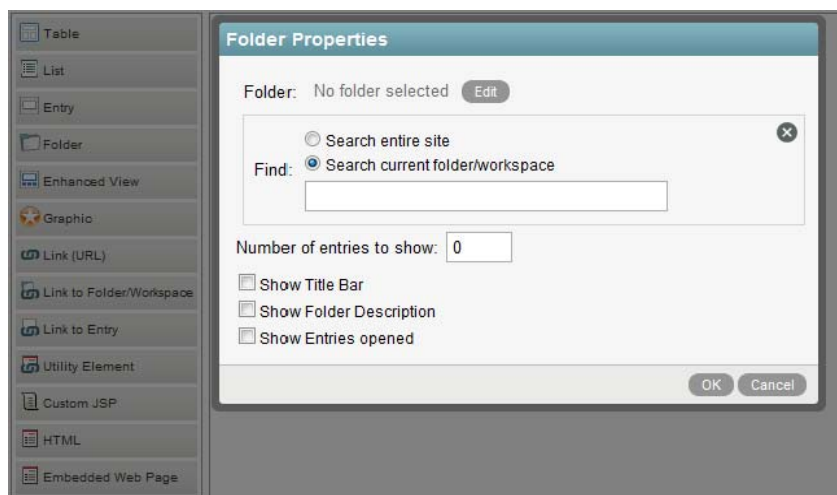 Table
List
Entry
Folder
Enhanced View
Graphic
Link (URL)
Link to Folder/Workspace
Link to Entry
Utility Element
Custom JSP
HTML
Embedded Web Page
Folder Properties
Folder: No folder selected Edit
Search entire site
Find: Search current folder/workspace
Number of entries to show: 0
Show Title Bar
Show Folder Description
Show Entries opened
OK Cancel